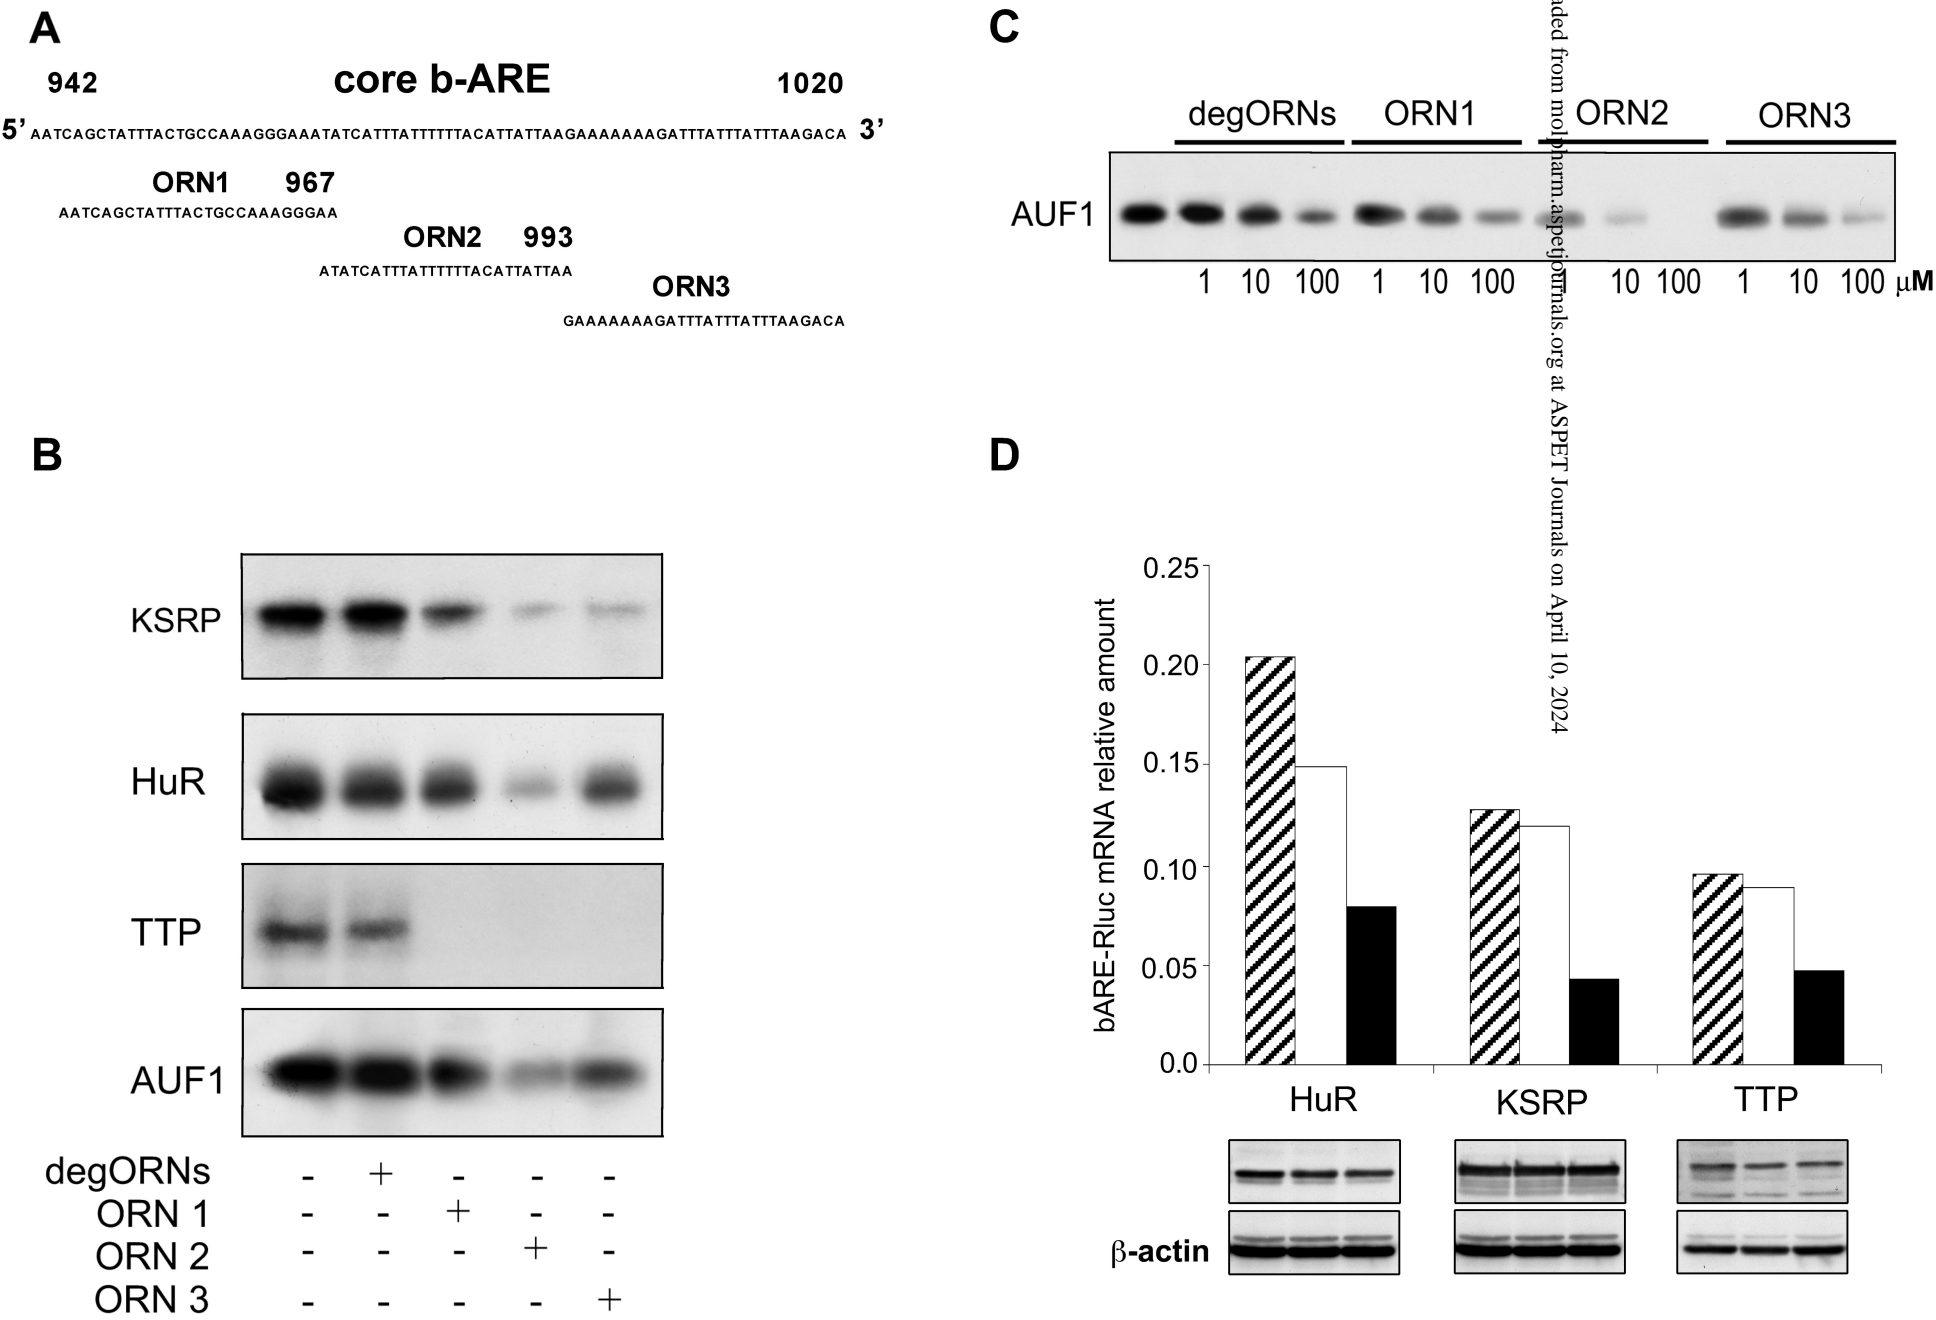 A
942 core b-ARE 1020
5’ AATCAGCTATTTACTGCCAAAGGGAAATATCATTTATTTTTTACATTATTAAGAAAAAAAGATTTATTTATTTAAGACA 3’
ORN1 967
AATCAGCTATTTACTGCCAAAGGGAA
ORN2 993
ATATCATTTATTTTTTACATTATTAA
ORN3
GAAAAAAAGATTTATTTATTTAAGACA
B
KSRP
HuR
TTP
AUF1
degORNs - + - - -
ORN 1 - - + - -
ORN 2 - - - + -
ORN 3 - - - - +
C
degORNs ORN1 ORN2 ORN3
AUF1
1 10 100 1 10 100 10 100 1 10 100 μM
aded from molpharm.aspetjournals.org at ASPET Journals on April 10, 2024
D
bARE-Rluc mRNA relative amount
0.25
0.20
0.15
0.10
0.05
0.0
HuR KSRP TTP
β-actin